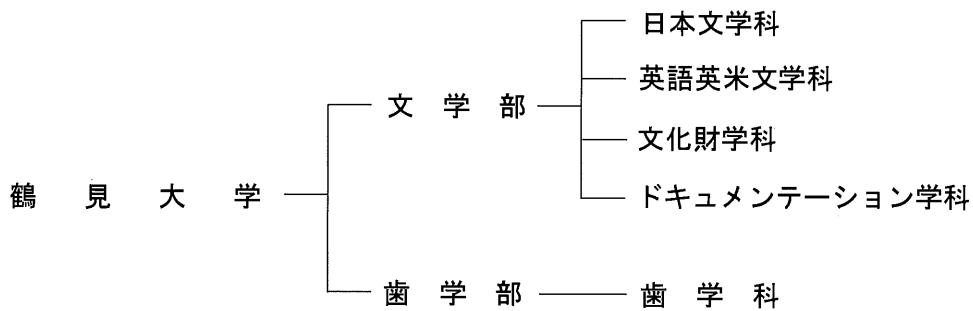 鶴見大学
文学部
日本文学科
英語英米文学科
文化財学科
ドキュメンテーション学科
歯学部
歯学科